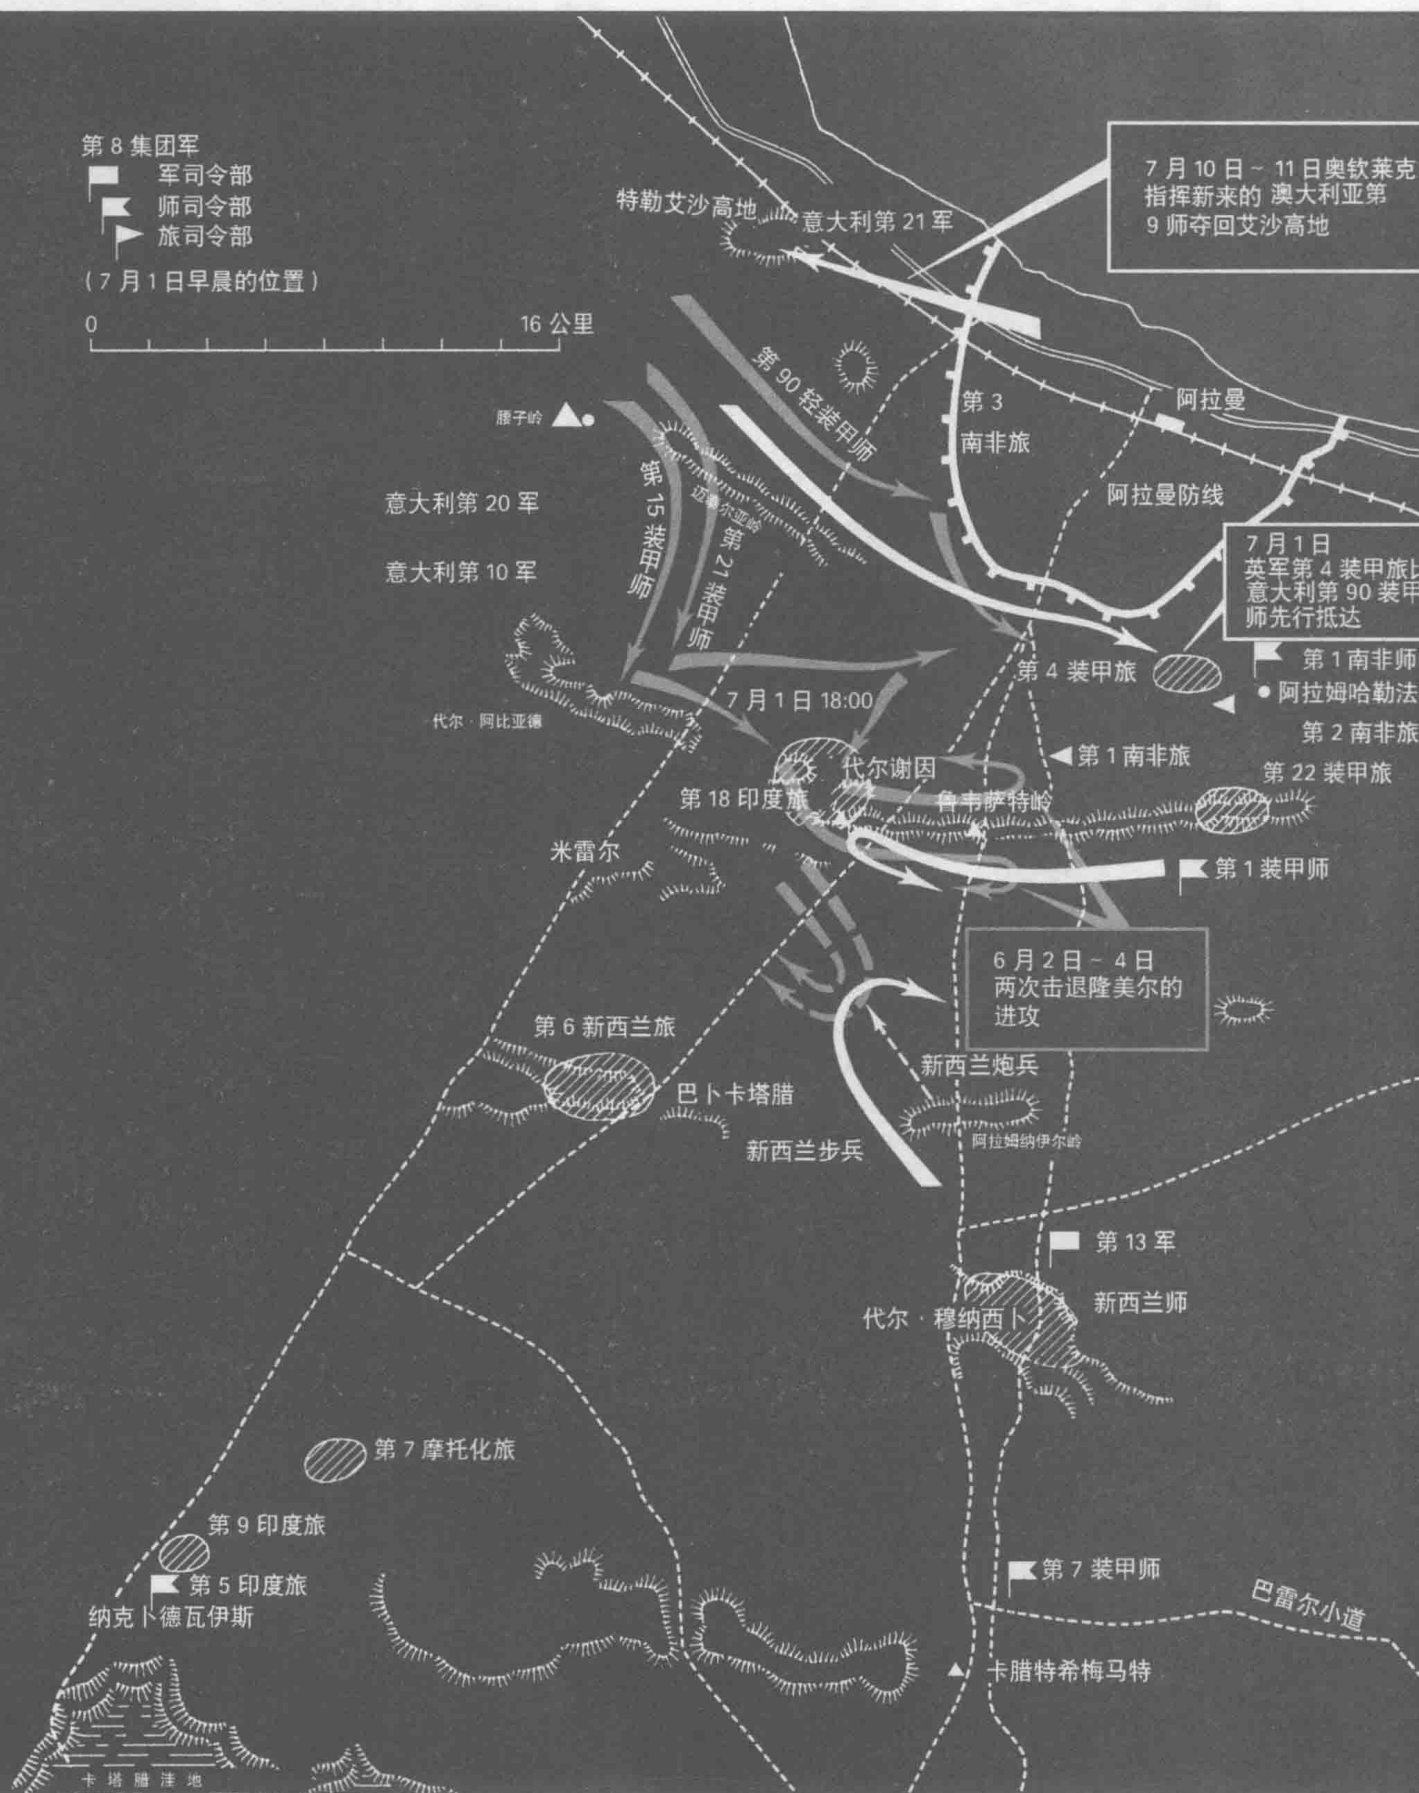 第 8 集团军
军司令部
师司令部
旅司令部
(7 月 1 日早晨的位置)
0
16 公里
7 月 10 日 ~ 11 日奥钦莱克
指挥新来的 澳大利亚第
9 师夺回艾沙高地
特勒艾沙高地
意大利第 21 军
第 90 轻装甲师
第 3
南非旅
阿拉曼
腰子岭
阿拉曼防线
意大利第 20 军
意大利第 10 军
第 15 装甲师
第 21 装甲师
7 月 1 日
英军第 4 装甲旅比
意大利第 90 装甲
师先行抵达
第 1 南非师
第 4 装甲旅
阿拉姆哈勒法
7 月 1 日 18:00
代尔 · 阿比亚德
第 2 南非旅
第 1 南非旅
代尔谢因
第 22 装甲旅
第 18 印度旅
鲁韦萨特岭
米雷尔
第 1 装甲师
6 月 2 日 ~ 4 日
两次击退隆美尔的
进攻
第 6 新西兰旅
新西兰炮兵
巴卜卡塔腊
新西兰步兵
阿拉姆纳伊尔岭
第 13 军
新西兰师
代尔 · 穆纳西卜
第 7 摩托化旅
第 9 印度旅
第 5 印度旅
纳克卜德瓦伊斯
第 7 装甲师
巴雷尔小道
卡腊特希梅马特
卡塔腊洼地